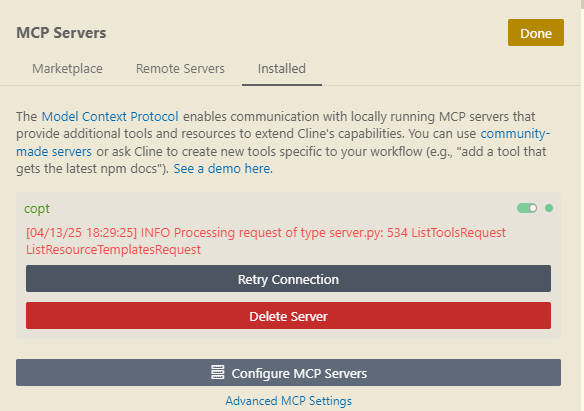 MCP Servers
Done
Marketplace Remote Servers Installed
The Model Context Protocol enables communication with locally running MCP servers that
provide additional tools and resources to extend Cline's capabilities. You can use community-
made servers or ask Cline to create new tools specific to your workflow (e.g., "add a tool that
gets the latest npm docs"). See a demo here.
copt
[04/13/25 18:29:25] INFO Processing request of type server.py: 534 ListToolsRequest
ListResourceTemplatesRequest
Retry Connection
Delete Server
Configure MCP Servers
Advanced MCP Settings